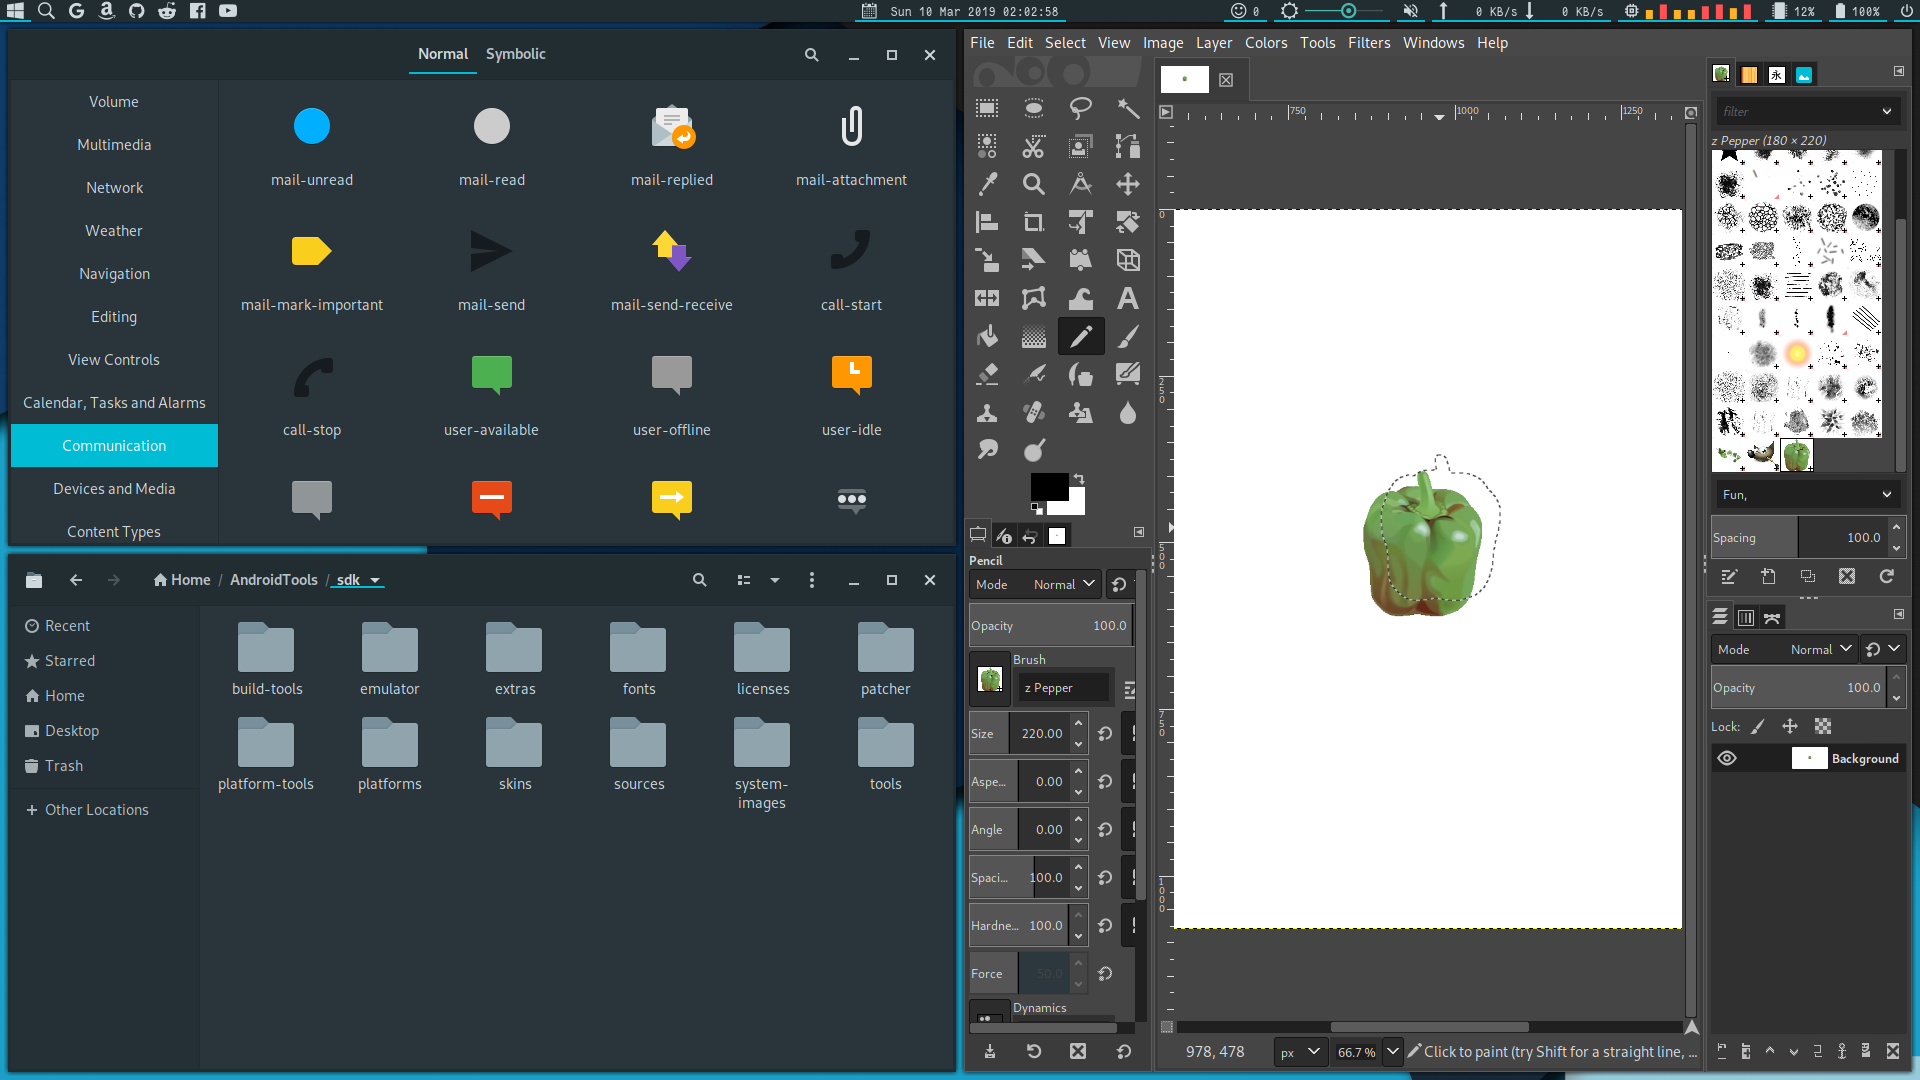 Sun 10 Mar 2019 02:02:58
0
0 KB/s
0 KB/s
12%
100%
Normal
Symbolic
Volume
Multimedia
Network
Weather
Navigation
Editing
View Controls
Calendar, Tasks and Alarms
Communication
Devices and Media
Content Types
mail-unread
mail-read
mail-replied
mail-attachment
mail-mark-important
mail-send
mail-send-receive
call-start
call-stop
user-available
user-offline
user-idle
Home / AndroidTools / sdk
Recent
Starred
Home
Desktop
Trash
Other Locations
build-tools
emulator
extras
fonts
licenses
patcher
platform-tools
platforms
skins
sources
system-
images
tools
File Edit Select View Image Layer Colors Tools Filters Windows Help
Pencil
Mode Normal
Opacity 100.0
Brush
z Pepper
Size 220.00
Aspe... 0.00
Angle 0.00
Spaci... 100.0
Hardne... 100.0
Force 50.0
Dynamics
750
1000
1250
0
250
500
750
1000
978, 478
px
66.7 %
Click to paint (try Shift for a straight line, ...
永
filter
z Pepper (180 × 220)
Fun,
Spacing 100.0
Mode Normal
Opacity 100.0
Lock:
Background